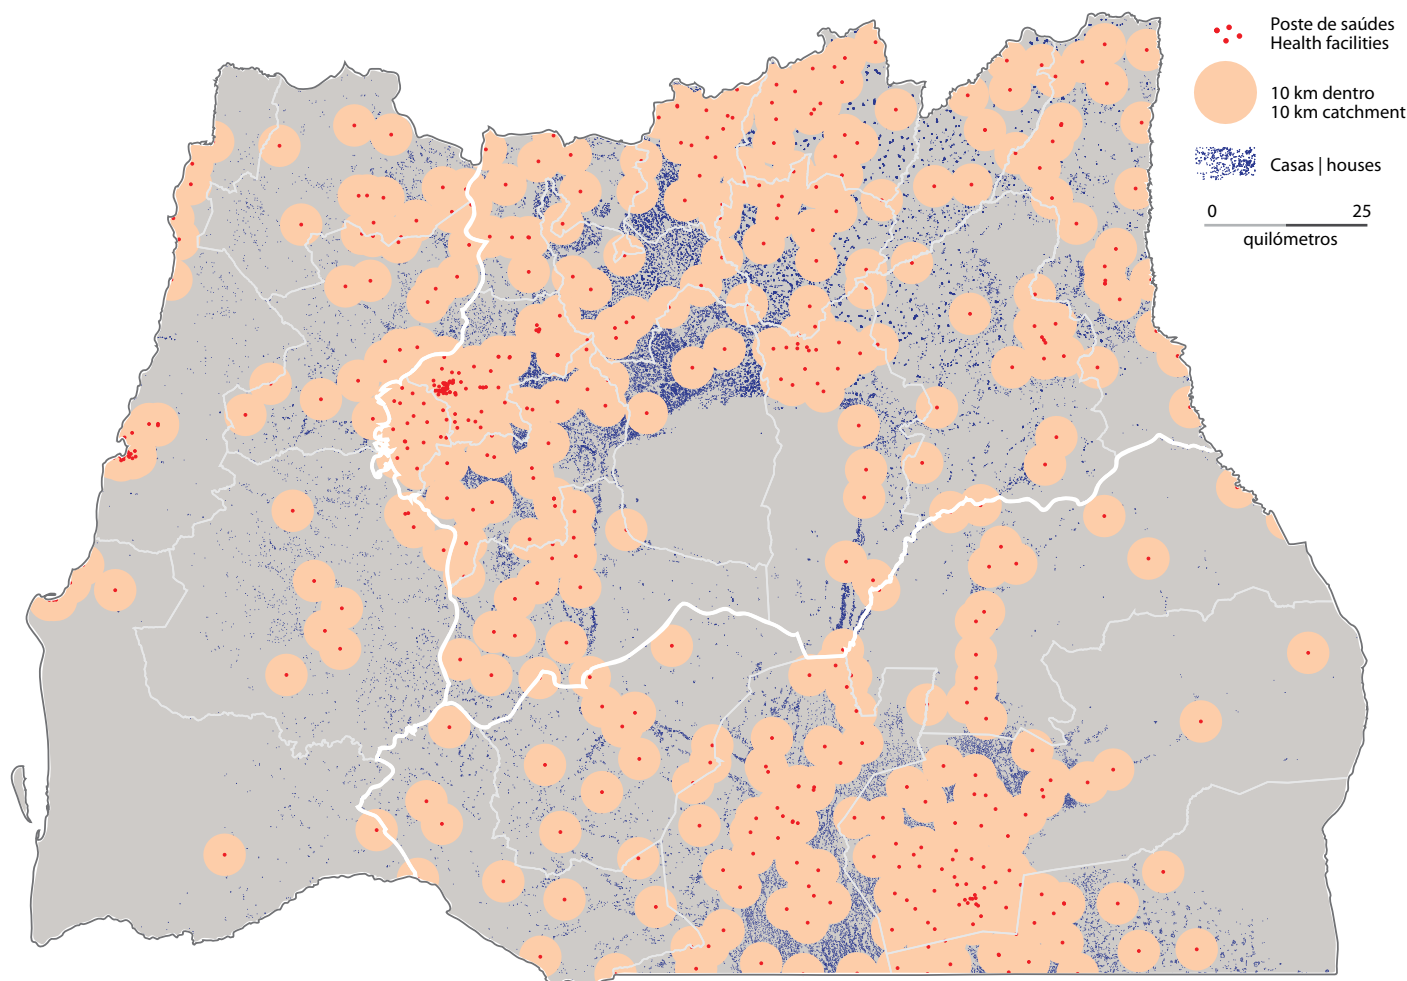 Poste de saúdes
Health facilities
10 km dentro
10 km catchment
Casas | houses
0 25
quilómetros